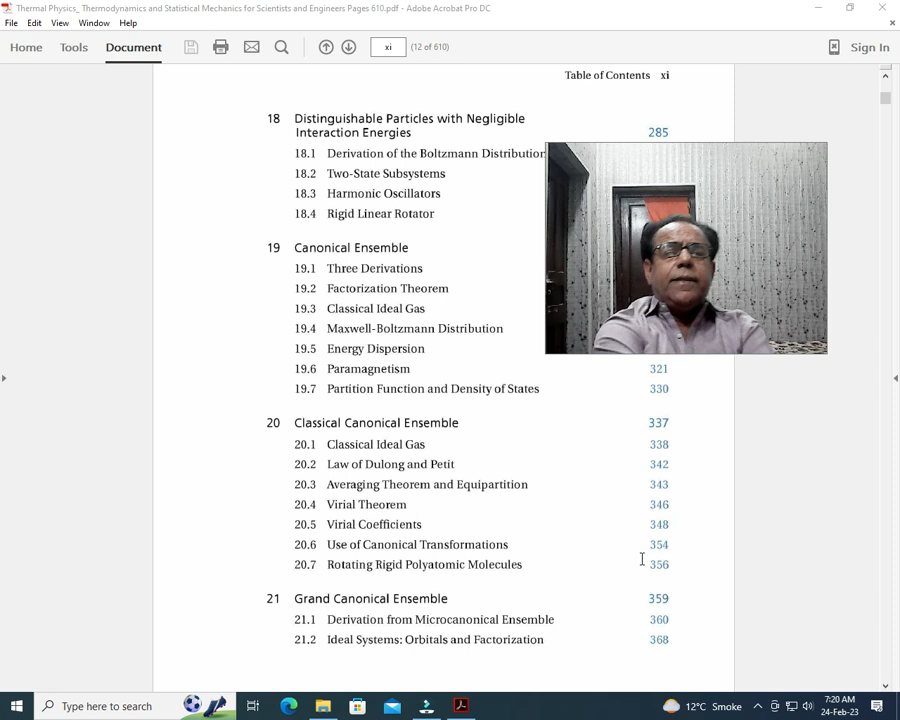 Thermal Physics_ Thermodynamics and Statistical Mechanics for Scientists and Engineers Pages 610.pdf - Adobe Acrobat Pro DC
File Edit View Window Help
Home Tools Document xi (12 of 610) Sign In
Table of Contents xi
18 Distinguishable Particles with Negligible
Interaction Energies 285
18.1 Derivation of the Boltzmann Distribution
18.2 Two-State Subsystems
18.3 Harmonic Oscillators
18.4 Rigid Linear Rotator
19 Canonical Ensemble
19.1 Three Derivations
19.2 Factorization Theorem
19.3 Classical Ideal Gas
19.4 Maxwell-Boltzmann Distribution
19.5 Energy Dispersion
19.6 Paramagnetism 321
19.7 Partition Function and Density of States 330
20 Classical Canonical Ensemble 337
20.1 Classical Ideal Gas 338
20.2 Law of Dulong and Petit 342
20.3 Averaging Theorem and Equipartition 343
20.4 Virial Theorem 346
20.5 Virial Coefficients 348
20.6 Use of Canonical Transformations 354
20.7 Rotating Rigid Polyatomic Molecules 356
21 Grand Canonical Ensemble 359
21.1 Derivation from Microcanonical Ensemble 360
21.2 Ideal Systems: Orbitals and Factorization 368
Type here to search 12°C Smoke 7:20 AM
24-Feb-23